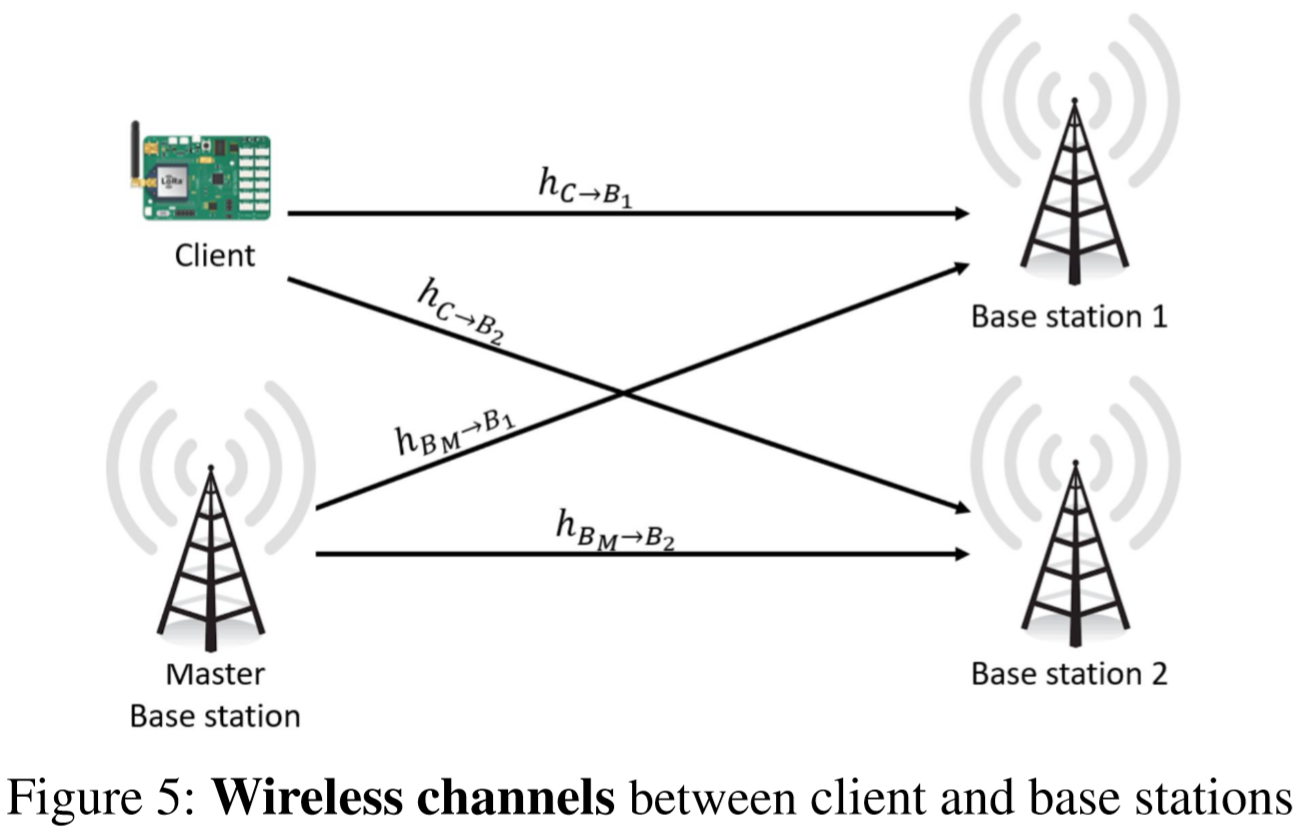 LoRa
Client
h_{C→B_1}
h_{C→B_2}
h_{B_M→B_1}
h_{B_M→B_2}
Base station 1
Master
Base station
Base station 2
Figure 5: Wireless channels between client and base stations